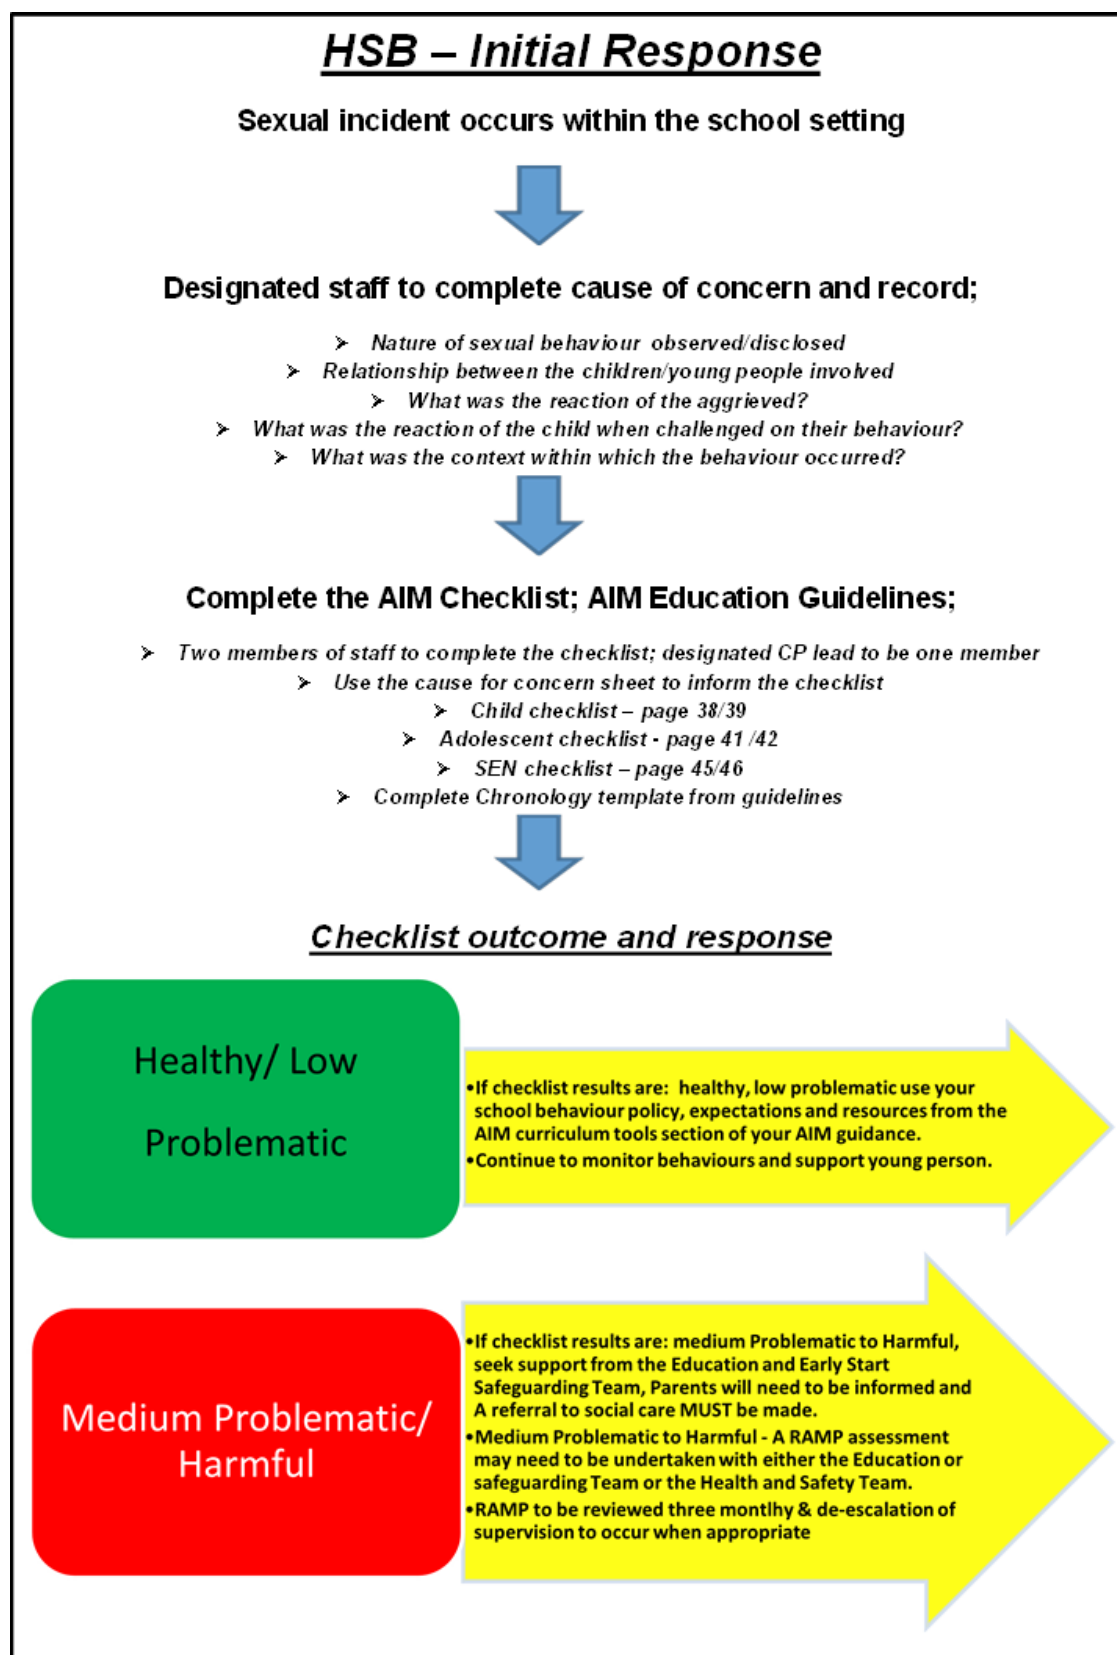 HSB – Initial Response
Sexual incident occurs within the school setting
Designated staff to complete cause of concern and record;
➢ Nature of sexual behaviour observed/disclosed
➢ Relationship between the children/young people involved
➢ What was the reaction of the aggrieved?
➢ What was the reaction of the child when challenged on their behaviour?
➢ What was the context within which the behaviour occurred?
Complete the AIM Checklist; AIM Education Guidelines;
➢ Two members of staff to complete the checklist; designated CP lead to be one member
➢ Use the cause for concern sheet to inform the checklist
➢ Child checklist – page 38/39
➢ Adolescent checklist - page 41 /42
➢ SEN checklist – page 45/46
➢ Complete Chronology template from guidelines
Checklist outcome and response
Healthy/ Low
Problematic
•If checklist results are: healthy, low problematic use your
school behaviour policy, expectations and resources from the
AIM curriculum tools section of your AIM guidance.
•Continue to monitor behaviours and support young person.
Medium Problematic/
Harmful
•If checklist results are: medium Problematic to Harmful,
seek support from the Education and Early Start
Safeguarding Team, Parents will need to be informed and
A referral to social care MUST be made.
•Medium Problematic to Harmful - A RAMP assessment
may need to be undertaken with either the Education or
safeguarding Team or the Health and Safety Team.
•RAMP to be reviewed three montlhy & de-escalation of
supervision to occur when appropriate